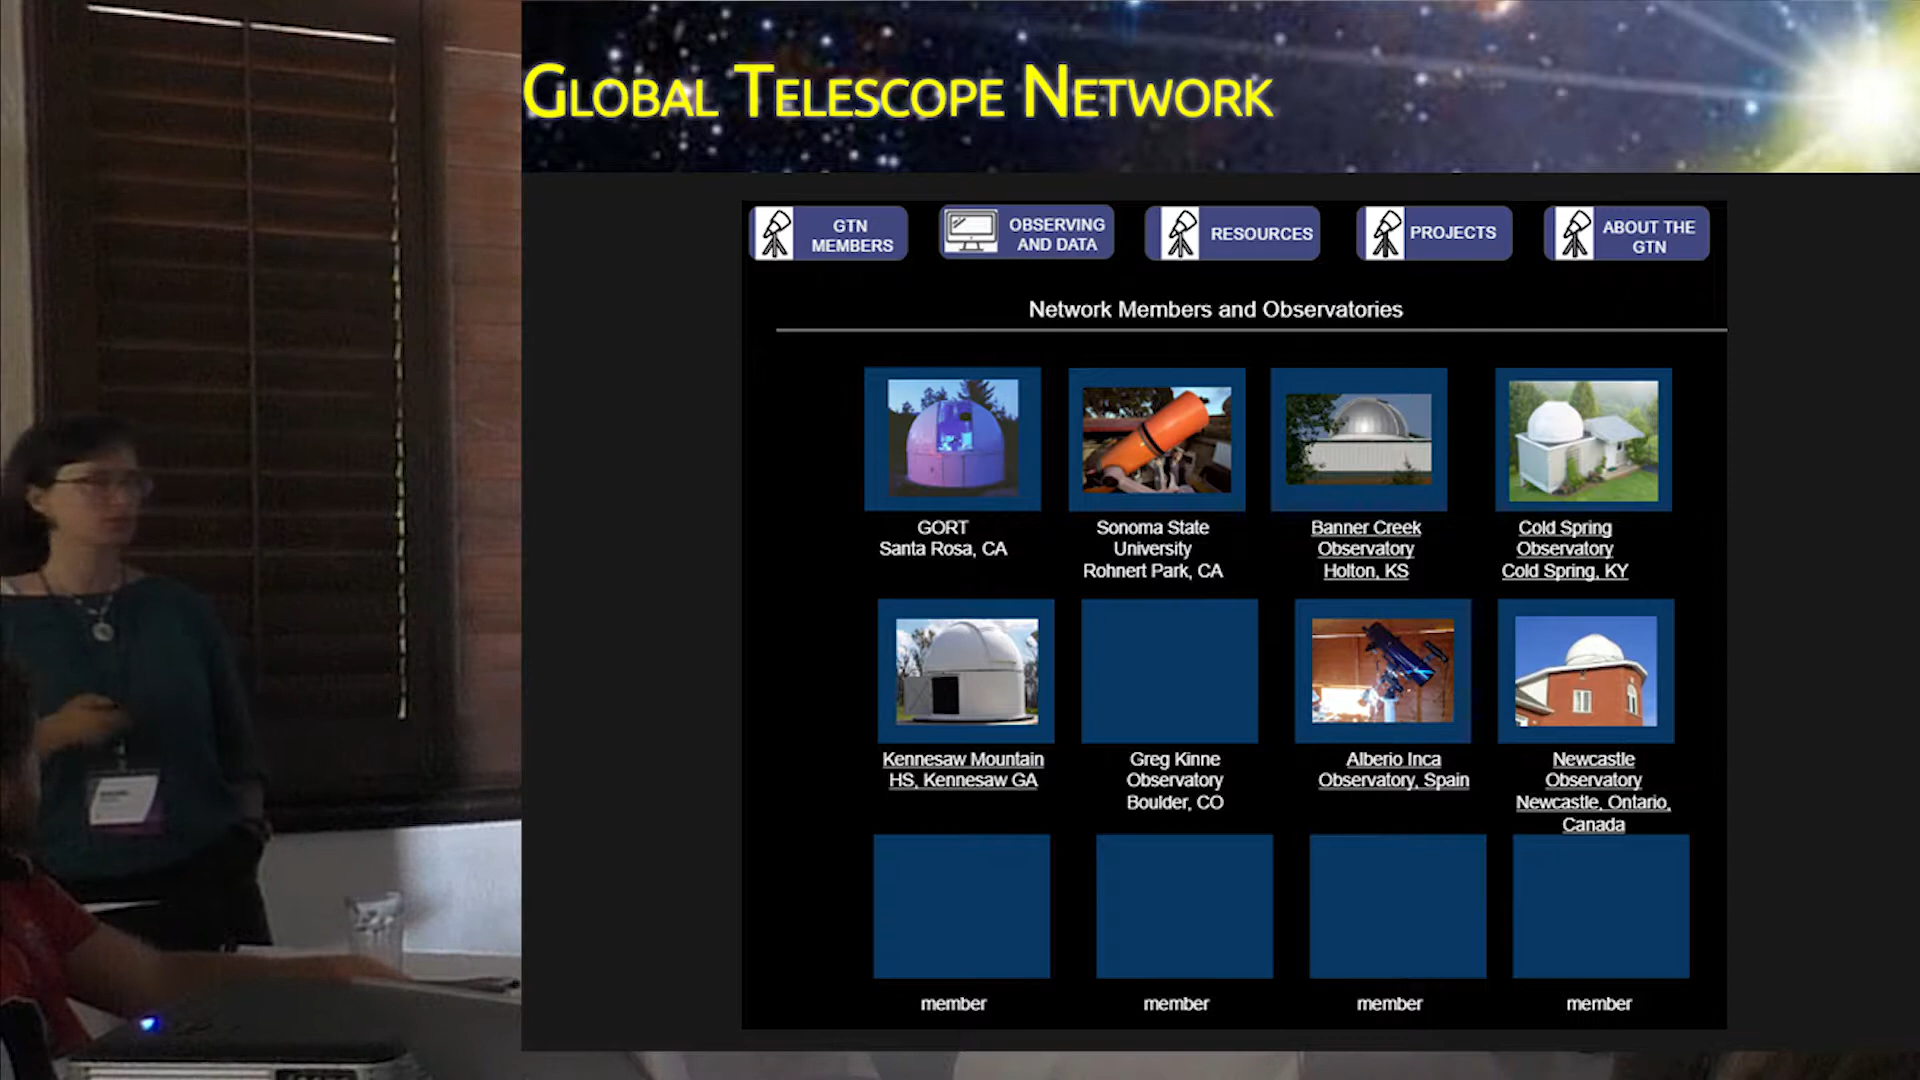 GLOBAL TELESCOPE NETWORK
GTN
MEMBERS
OBSERVING
AND DATA
RESOURCES
PROJECTS
ABOUT THE
GTN
Network Members and Observatories
GORT
Santa Rosa, CA
Sonoma State
University
Rohnert Park, CA
Banner Creek
Observatory
Holton, KS
Cold Spring
Observatory
Cold Spring, KY
Kennesaw Mountain
HS, Kennesaw GA
Greg Kinne
Observatory
Boulder, CO
Alberio Inca
Observatory, Spain
Newcastle
Observatory
Newcastle, Ontario,
Canada
member
member
member
member